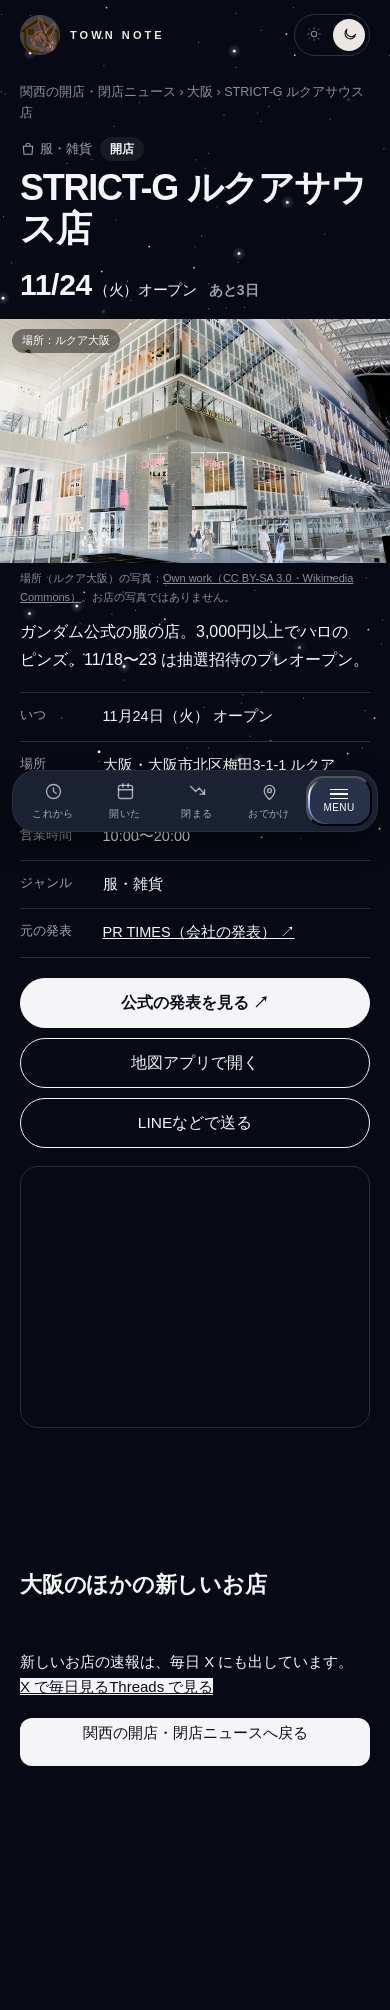 TOWN NOTE
関西の開店・閉店ニュース › 大阪 › STRICT-G ルクアサウス
店
服・雑貨 開店
STRICT-G ルクアサウ
ス店
11/24（火）オープン あと3日
場所：ルクア大阪
場所（ルクア大阪）の写真：Own work（CC BY-SA 3.0・Wikimedia
Commons）。お店の写真ではありません。
ガンダム公式の服の店。3,000円以上でハロの
ピンズ。11/18〜23 は抽選招待のプレオープン。
いつ 11月24日（火） オープン
場所 大阪・大阪市北区梅田3-1-1 ルクア
これから 開いた 閉まる おでかけ MENU
営業時間 10:00〜20:00
ジャンル 服・雑貨
元の発表 PR TIMES（会社の発表） ↗
公式の発表を見る ↗
地図アプリで開く
LINEなどで送る
大阪のほかの新しいお店
新しいお店の速報は、毎日 X にも出しています。
X で毎日見るThreads で見る
関西の開店・閉店ニュースへ戻る